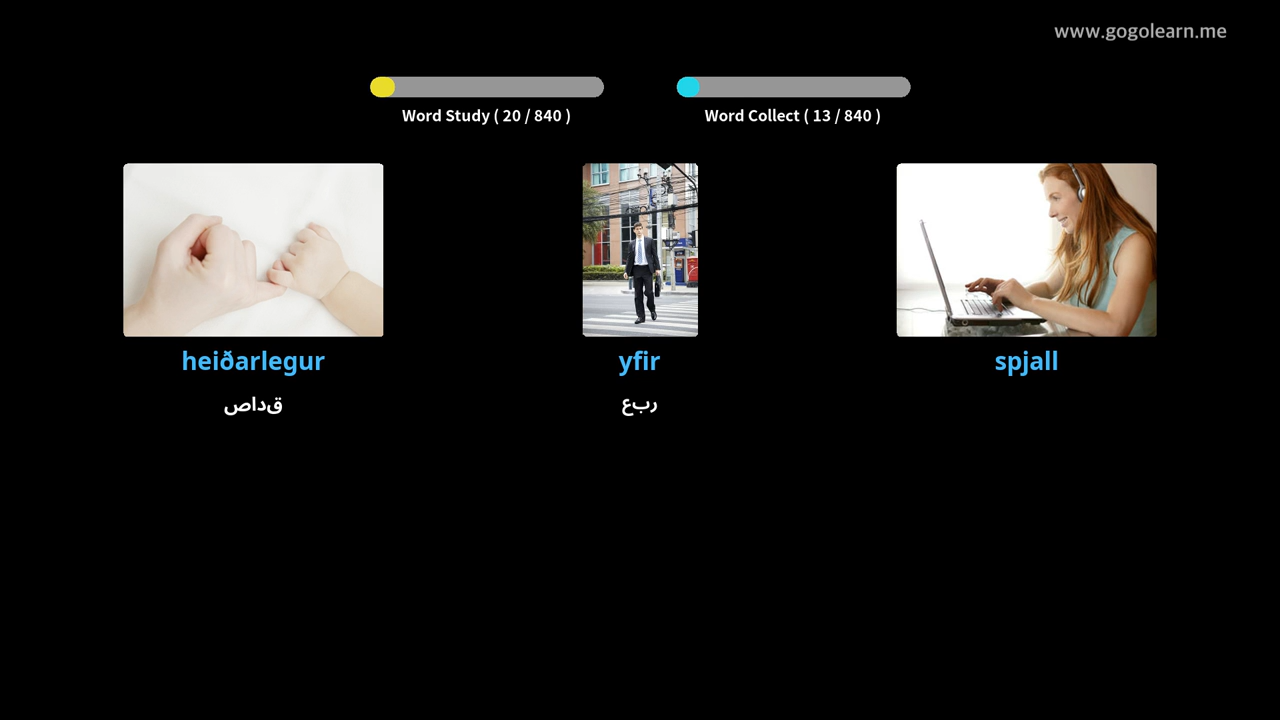 www.gogolearn.me
Word Study ( 20 / 840 )
Word Collect ( 13 / 840 )
heiðarlegur
yfir
spjall
قداص
ربع